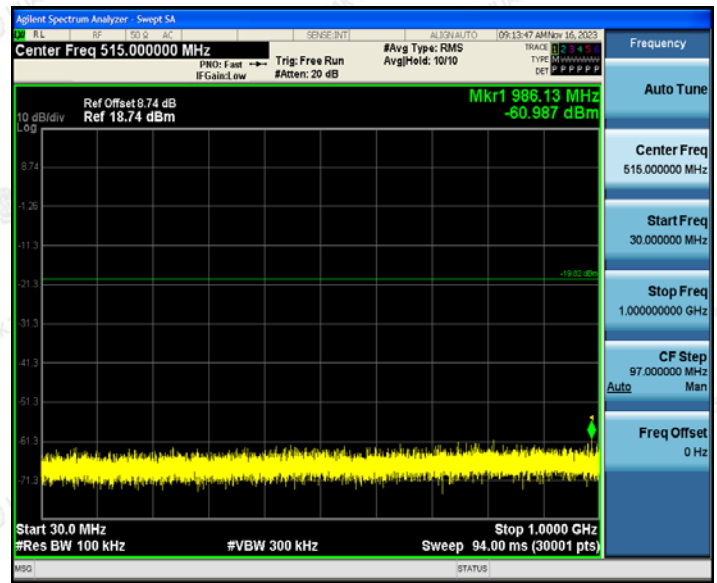 Agilent Spectrum Analyzer - Swept SA
RL RF 50 Ω AC SENSE:INT ALIGN AUTO 09:13:47 AM Nov 16, 2023
Center Freq 515.000000 MHz
PNO: Fast
IFGain:Low
Trig: Free Run
#Atten: 20 dB
#Avg Type: RMS
Avg|Hold: 10/10
TRACE 1 2 3 4 5 6
TYPE M
DET P P P P P P
Ref Offset 8.74 dB
Ref 18.74 dBm
10 dB/div
Log
Mkr1 986.13 MHz
-60.987 dBm
8.74
-1.26
-11.3
-19.82 dBm
-21.3
-31.3
-41.3
-51.3
-61.3
-71.3
1
Start 30.0 MHz
Stop 1.0000 GHz
#Res BW 100 kHz
#VBW 300 kHz
Sweep 94.00 ms (30001 pts)
MSG
STATUS
Frequency
Auto Tune
Center Freq
515.000000 MHz
Start Freq
30.000000 MHz
Stop Freq
1.000000000 GHz
CF Step
97.000000 MHz
Auto Man
Freq Offset
0 Hz